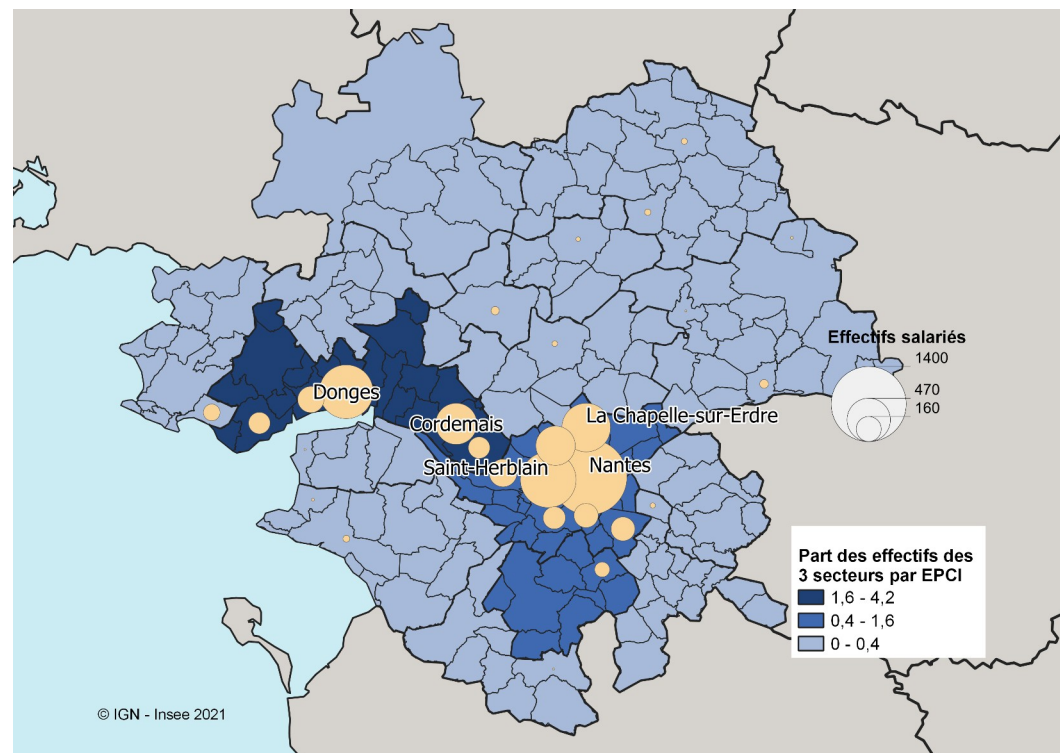 Effectifs salariés
1400
470
160
Donges
Cordemais
La Chapelle-sur-Erdre
Saint-Herblain
Nantes
Part des effectifs des
3 secteurs par EPCI
1,6 - 4,2
0,4 - 1,6
0 - 0,4
© IGN - Insee 2021